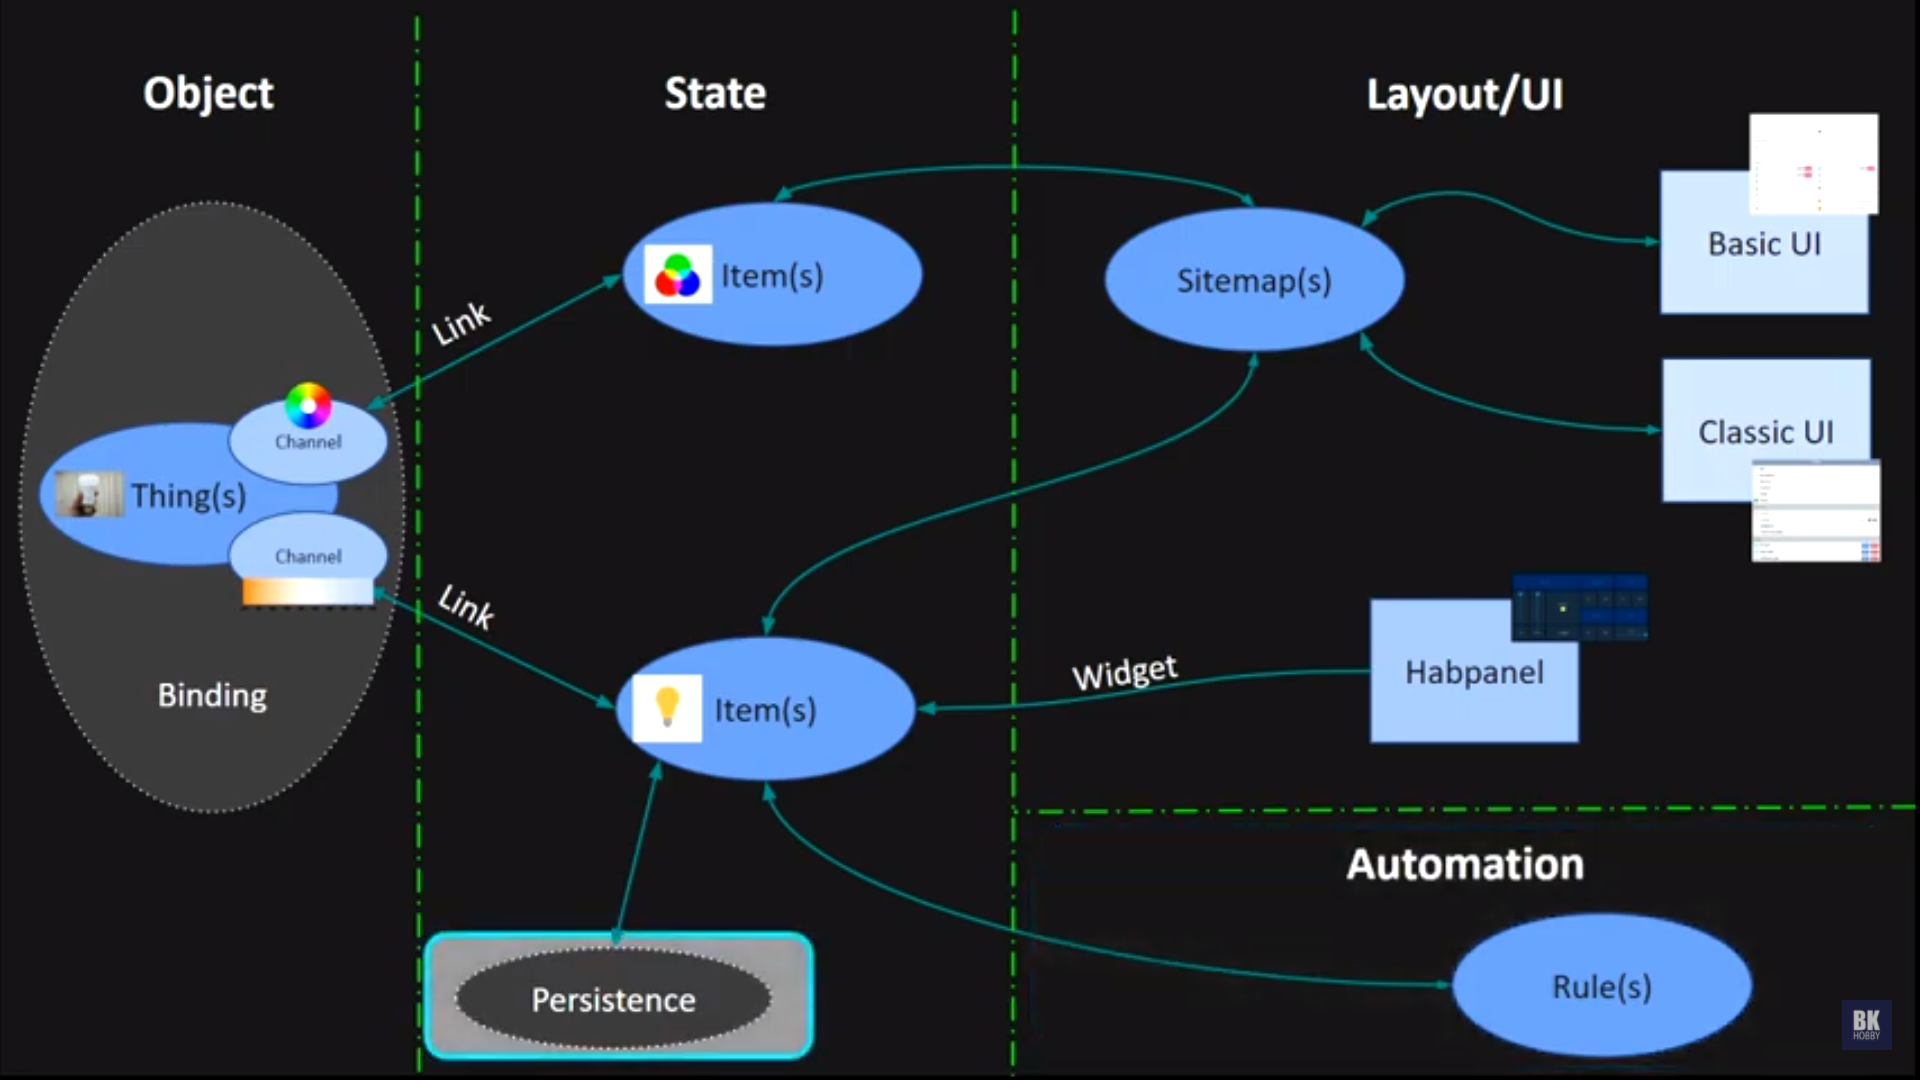 Object
State
Layout/UI
Item(s)
Sitemap(s)
Basic UI
Link
Channel
Thing(s)
Channel
Classic UI
Link
Binding
Item(s)
Widget
Habpanel
Automation
Persistence
Rule(s)
BK
HOBBY